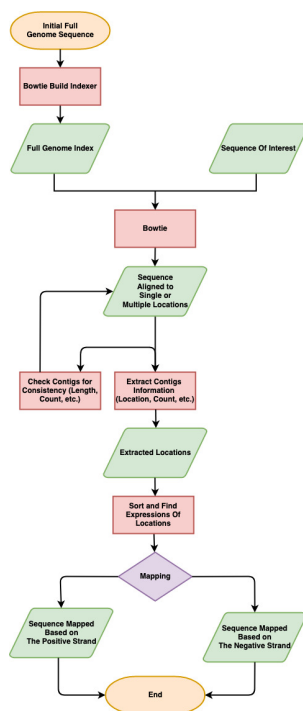 Initial Full
Genome Sequence
Bowtie Build Indexer
Full Genome Index
Sequence Of Interest
Bowtie
Sequence
Aligned to
Single or
Multiple Locations
Check Contigs for
Consistency (Length,
Count, etc.)
Extract Contigs
Information
(Location, Count, etc.)
Extracted Locations
Sort and Find
Expressions Of
Locations
Mapping
Sequence Mapped
Based on
The Positive Strand
Sequence Mapped
Based on
The Negative Strand
End